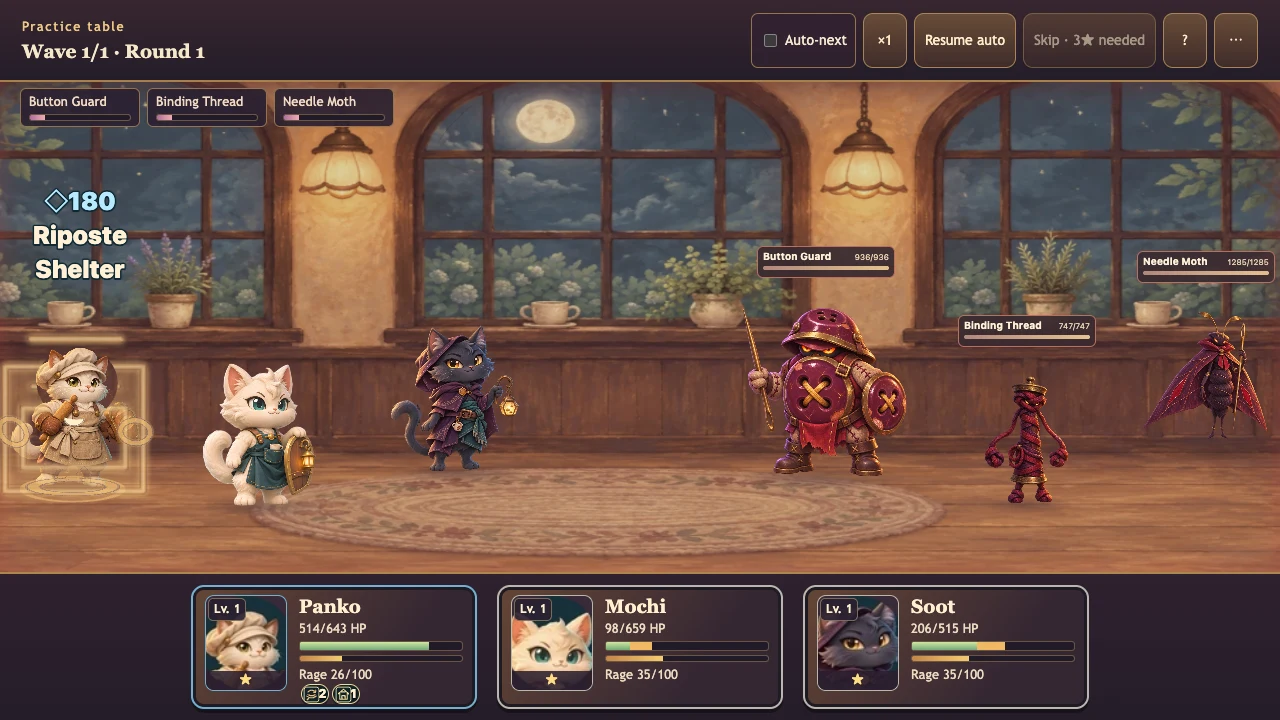 Practice table
Wave 1/1 · Round 1
Auto-next
×1
Resume auto
Skip · 3★ needed
?
···
Button Guard
Binding Thread
Needle Moth
◇180
Riposte
Shelter
Button Guard 936/936
Binding Thread 747/747
Needle Moth 1285/1285
Lv. 1
Panko
514/643 HP
Rage 26/100
2
1
Lv. 1
Mochi
98/659 HP
Rage 35/100
Lv. 1
Soot
206/515 HP
Rage 35/100